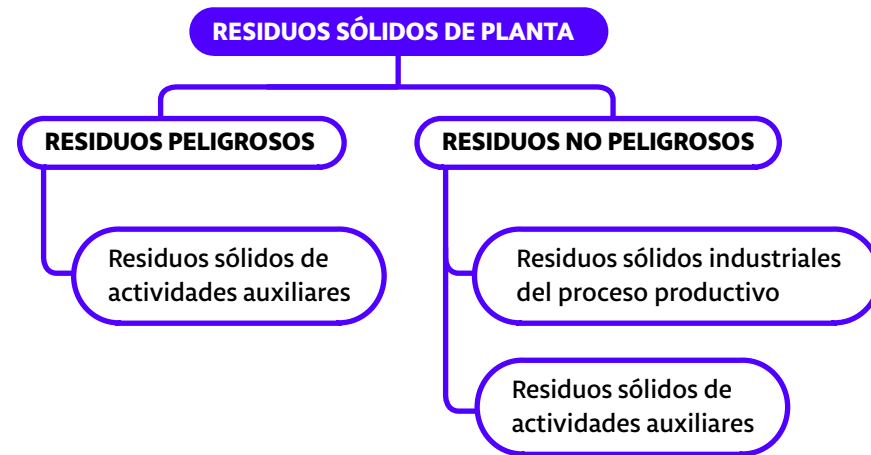 RESIDUOS SÓLIDOS DE PLANTA
RESIDUOS PELIGROSOS
RESIDUOS NO PELIGROSOS
Residuos sólidos de
actividades auxiliares
Residuos sólidos industriales
del proceso productivo
Residuos sólidos de
actividades auxiliares